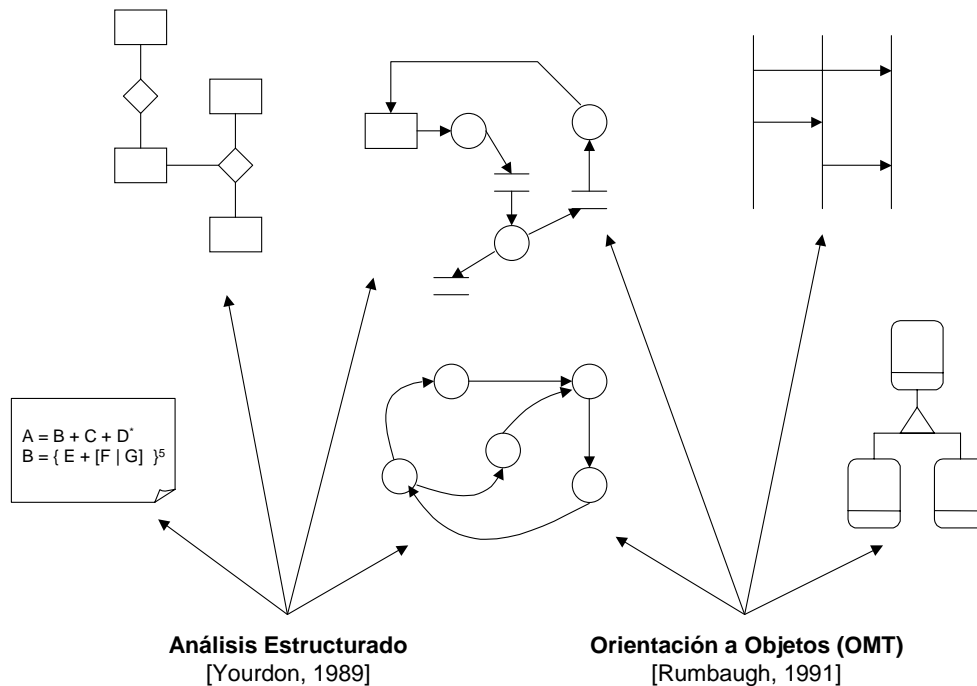 A = B + C + D*
B = { E + [F | G] }⁵
Análisis Estructurado
[Yourdon, 1989]
Orientación a Objetos (OMT)
[Rumbaugh, 1991]